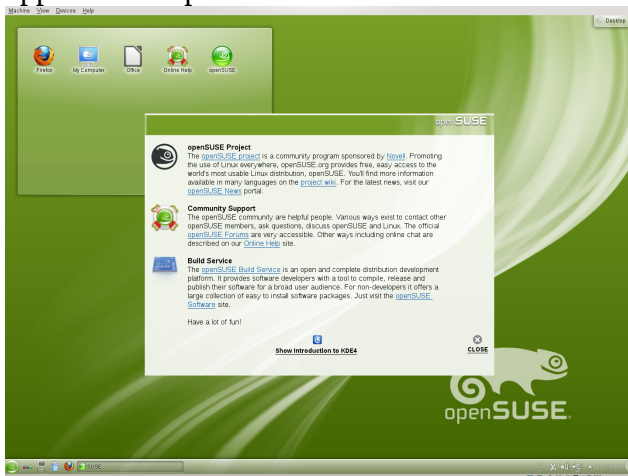 Machine View Devices Help
Desktop
Firefox My Computer Office Online Help openSUSE
openSUSE
openSUSE Project
The openSUSE project is a community program sponsored by Novell. Promoting
the use of Linux everywhere, openSUSE.org provides free, easy access to the
world's most usable Linux distribution, openSUSE. You'll find more information
available in many languages on the project wiki. For the latest news, visit our
openSUSE News portal.
Community Support
The openSUSE community are helpful people. Various ways exist to contact other
openSUSE members, ask questions, discuss openSUSE and Linux. The official
openSUSE Forums are very accessible. Other ways including online chat are
described on our Online Help site.
Build Service
The openSUSE Build Service is an open and complete distribution development
platform. It provides software developers with a tool to compile, release and
publish their software for a broad user audience. For non-developers it offers a
large collection of easy to install software packages. Just visit the openSUSE
Software site.
Have a lot of fun!
Show Introduction to KDE4
CLOSE
openSUSE.
SUSE